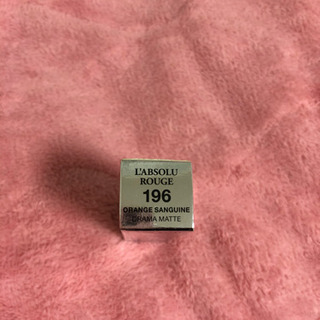 L'ABSOLU
ROUGE
196
ORANGE SANGUINE
DRAMA MATTE